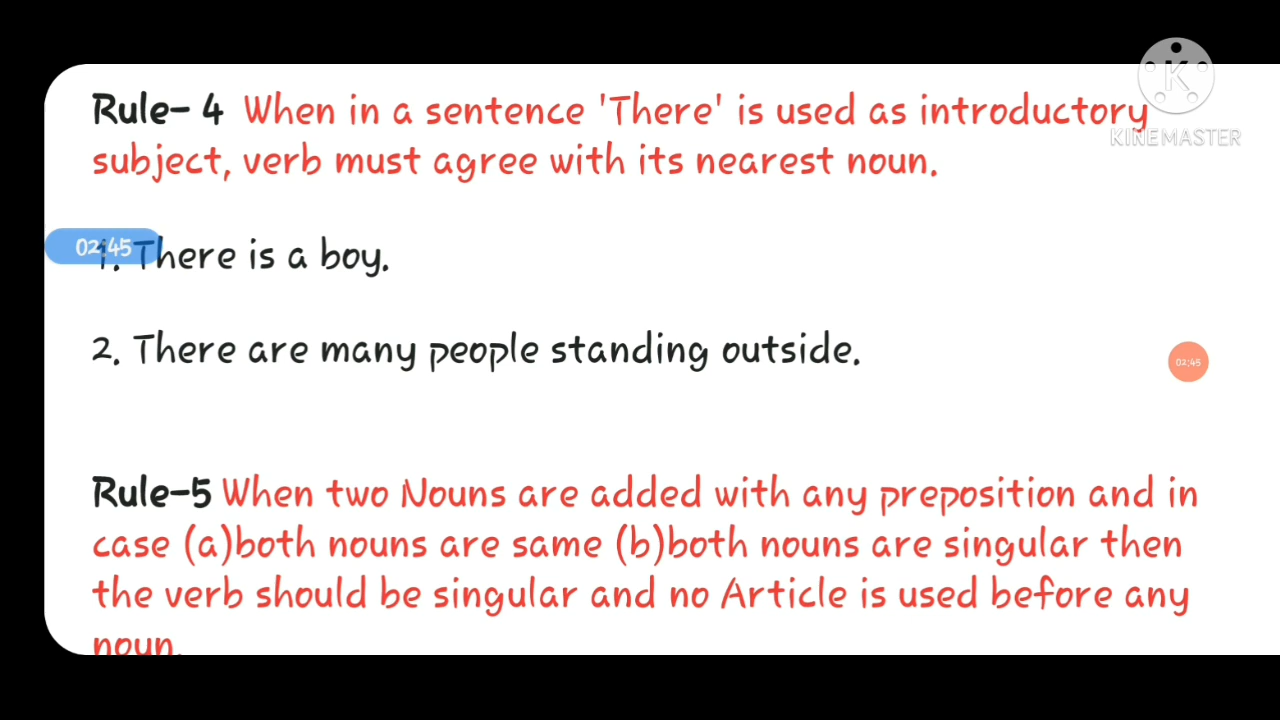 Rule- 4 When in a sentence 'There' is used as introductory
KINEMASTER
subject, verb must agree with its nearest noun.
02:45
1. There is a boy.
2. There are many people standing outside.
02:45
Rule-5 When two Nouns are added with any preposition and in
case (a)both nouns are same (b)both nouns are singular then
the verb should be singular and no Article is used before any
noun.